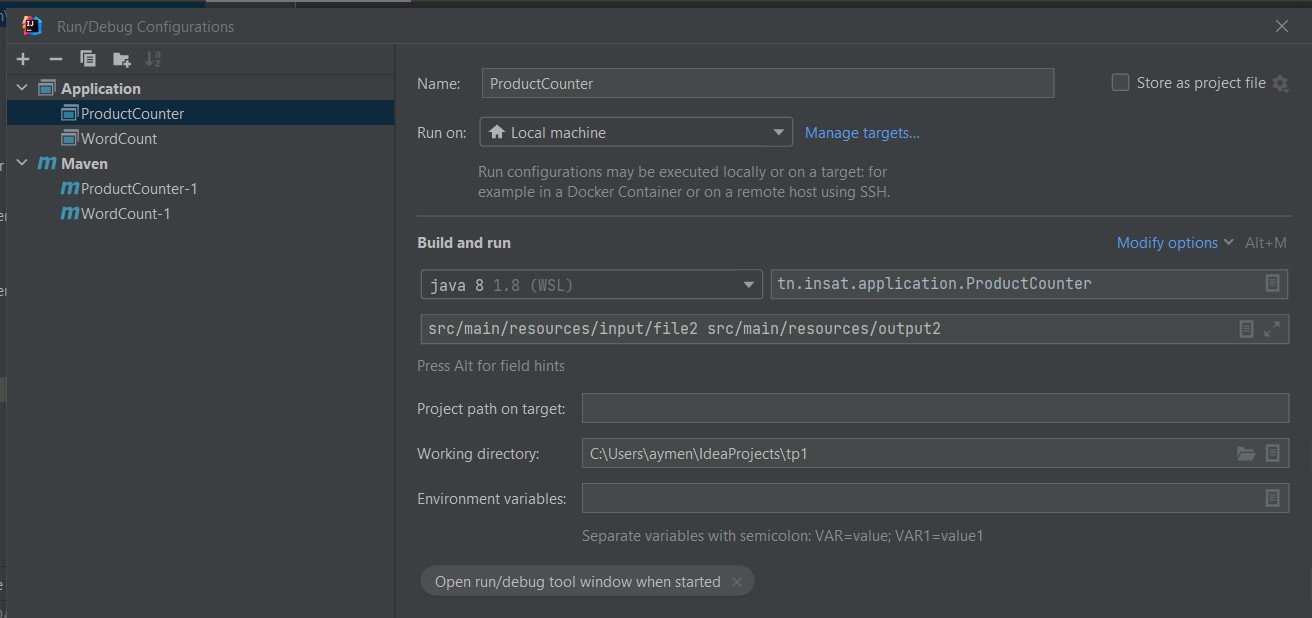 Run/Debug Configurations
Application
ProductCounter
WordCount
Maven
ProductCounter-1
WordCount-1
Name: ProductCounter
Store as project file
Run on: Local machine
Manage targets...
Run configurations may be executed locally or on a target: for
example in a Docker Container or on a remote host using SSH.
Build and run
Modify options Alt+M
java 8 1.8 (WSL)
tn.insat.application.ProductCounter
src/main/resources/input/file2 src/main/resources/output2
Press Alt for field hints
Project path on target:
Working directory: C:\Users\aymen\IdeaProjects\tp1
Environment variables:
Separate variables with semicolon: VAR=value; VAR1=value1
Open run/debug tool window when started